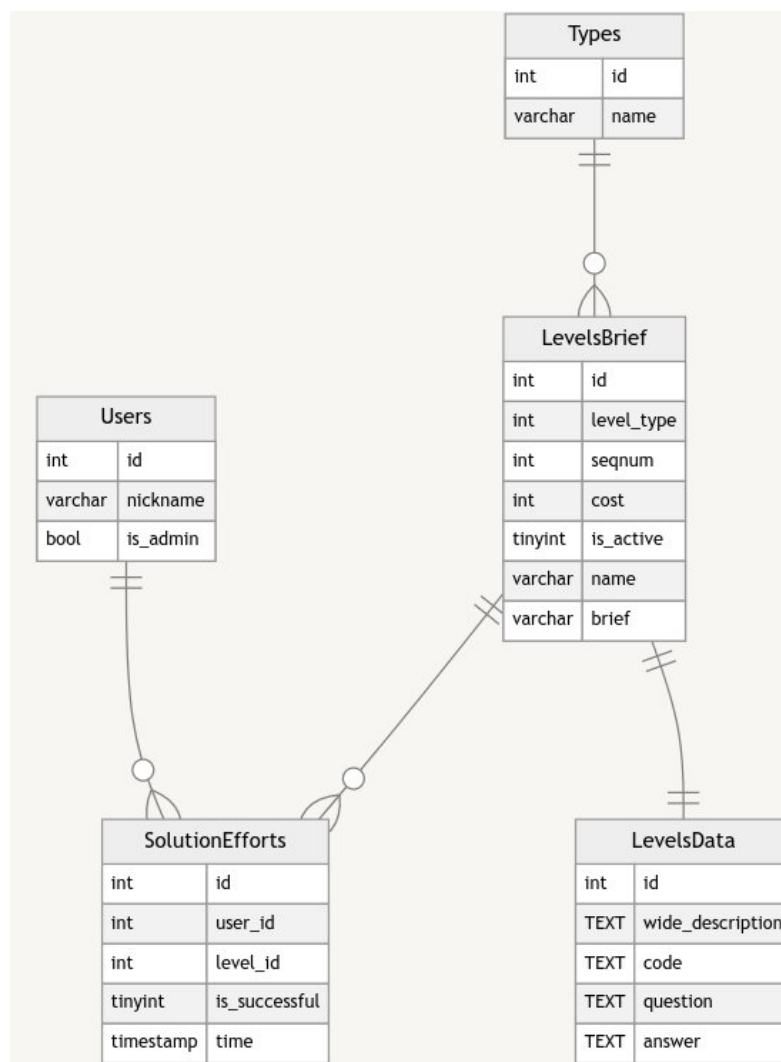 Types
int id
varchar name
LevelsBrief
int id
int level_type
int seqnum
int cost
tinyint is_active
varchar name
varchar brief
Users
int id
varchar nickname
bool is_admin
SolutionEfforts
int id
int user_id
int level_id
tinyint is_successful
timestamp time
LevelsData
int id
TEXT wide_description
TEXT code
TEXT question
TEXT answer